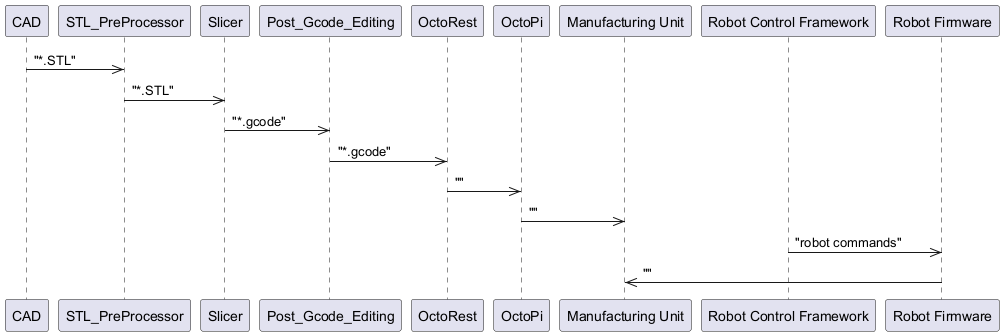 CAD STL_PreProcessor Slicer Post_Gcode_Editing OctoRest OctoPi Manufacturing Unit Robot Control Framework Robot Firmware
"*.STL"
"*.STL"
"*.gcode"
"*.gcode"
""
""
"robot commands"
""
CAD STL_PreProcessor Slicer Post_Gcode_Editing OctoRest OctoPi Manufacturing Unit Robot Control Framework Robot Firmware